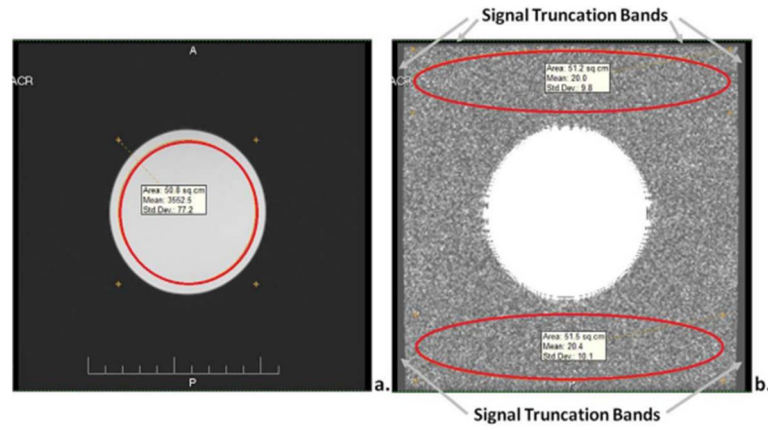 Signal Truncation Bands
A
ACR
Area: 50.8 sq.cm
Mean: 3552.5
Std Dev.: 77.2
P
a.
ACR
Area: 51.2 sq.cm
Mean: 20.0
Std Dev.: 9.8
Area: 51.5 sq.cm
Mean: 20.4
Std Dev.: 10.1
b.
Signal Truncation Bands